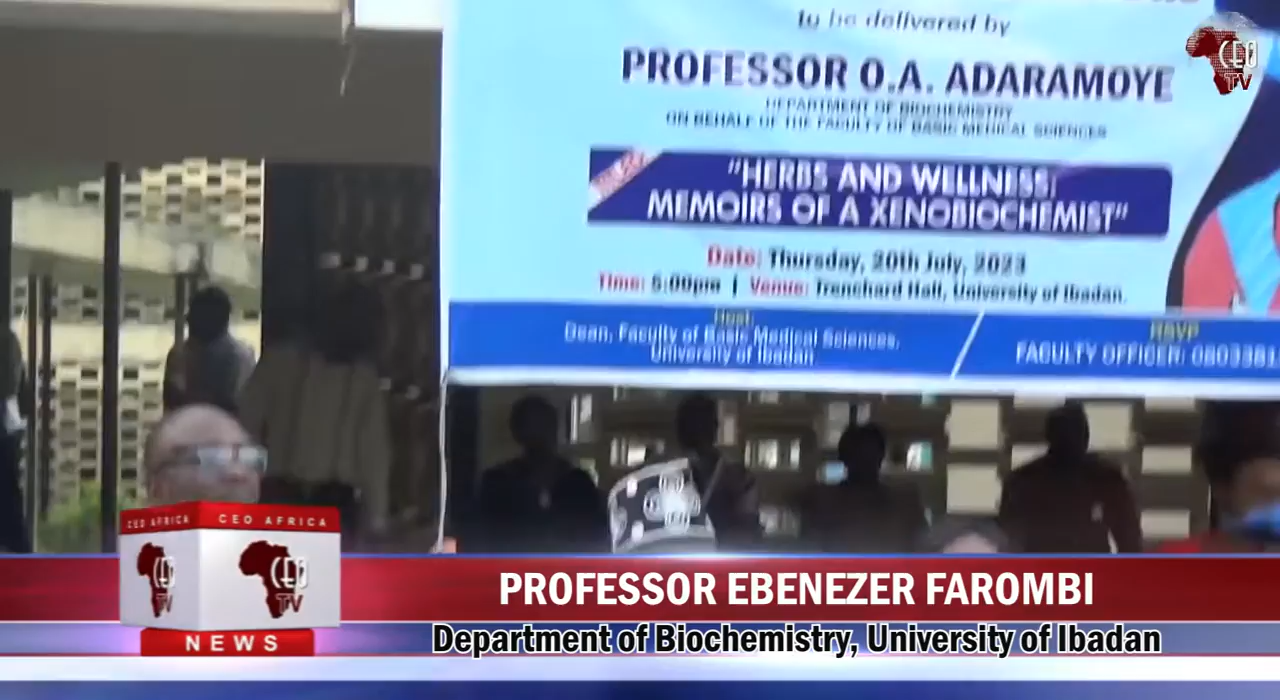 to be delivered by
PROFESSOR O.A. ADARAMOYE
DEPARTMENT OF BIOCHEMISTRY
ON BEHALF OF THE FACULTY OF BASIC MEDICAL SCIENCES
"HERBS AND WELLNESS:
MEMOIRS OF A XENOBIOCHEMIST"
Date: Thursday, 20th July, 2023
Time: 5:00pm | Venue: Trenchard Hall, University of Ibadan.
Host:
Dean, Faculty of Basic Medical Sciences,
University of Ibadan
RSVP
FACULTY OFFICER: 080338
CEO
TV
CEO AFRICA
CEO AFRICA
CEO
TV
CEO
TV
NEWS
PROFESSOR EBENEZER FAROMBI
Department of Biochemistry, University of Ibadan